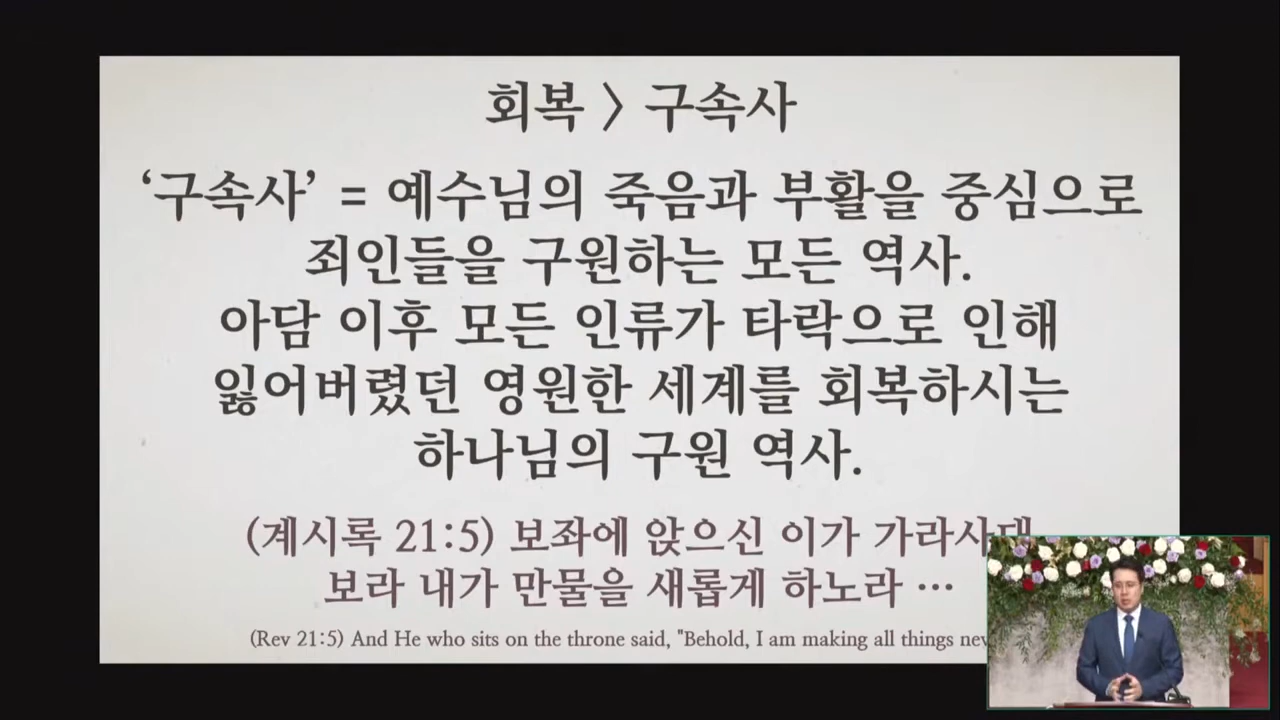 회복 > 구속사
‘구속사’ = 예수님의 죽음과 부활을 중심으로
죄인들을 구원하는 모든 역사.
아담 이후 모든 인류가 타락으로 인해
잃어버렸던 영원한 세계를 회복하시는
하나님의 구원 역사.
(계시록 21:5) 보좌에 앉으신 이가 가라사대
보라 내가 만물을 새롭게 하노라 …
(Rev 21:5) And He who sits on the throne said, "Behold, I am making all things